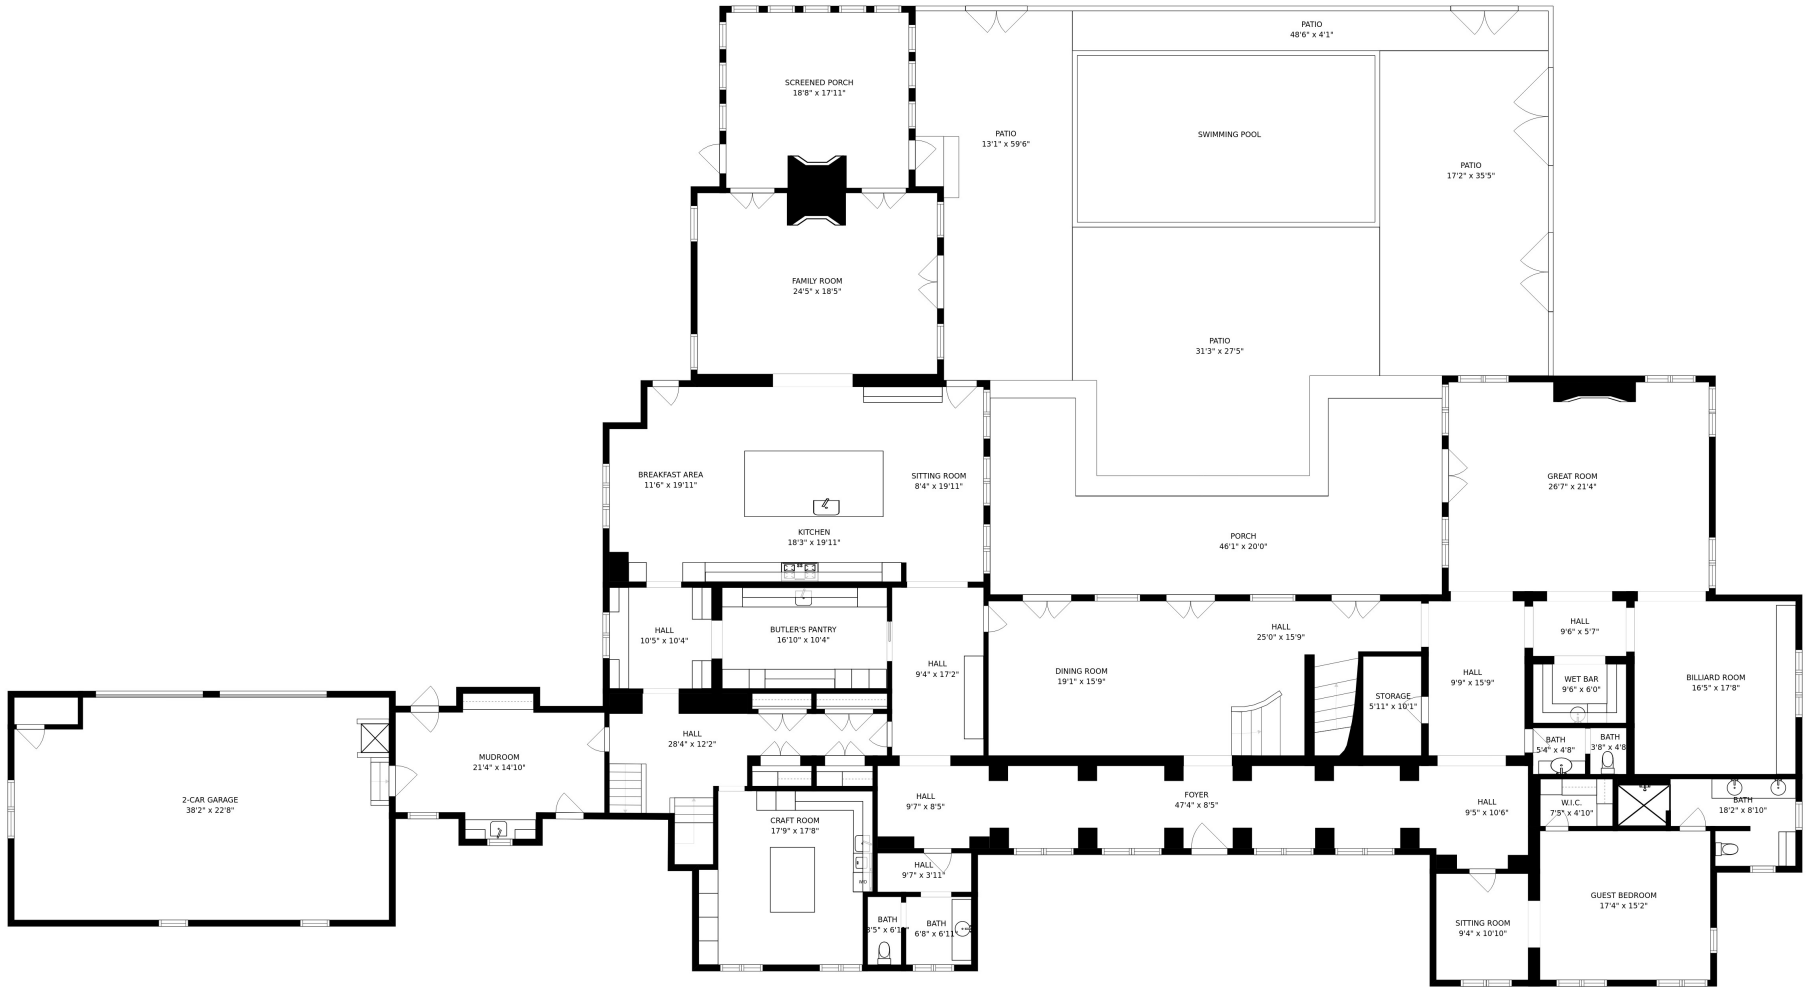 PATIO
48'6" x 4'1"
SCREENED PORCH
18'8" x 17'11"
PATIO
13'1" x 59'6"
SWIMMING POOL
PATIO
17'2" x 35'5"
FAMILY ROOM
24'5" x 18'5"
PATIO
31'3" x 27'5"
BREAKFAST AREA
11'6" x 19'11"
SITTING ROOM
8'4" x 19'11"
GREAT ROOM
26'7" x 21'4"
KITCHEN
18'3" x 19'11"
PORCH
46'1" x 20'0"
HALL
10'5" x 10'4"
BUTLER'S PANTRY
16'10" x 10'4"
HALL
25'0" x 15'9"
HALL
9'6" x 5'7"
HALL
9'4" x 17'2"
DINING ROOM
19'1" x 15'9"
HALL
9'9" x 15'9"
WET BAR
9'6" x 6'0"
BILLIARD ROOM
16'5" x 17'8"
STORAGE
5'11" x 10'1"
HALL
28'4" x 12'2"
BATH
5'4" x 4'8"
BATH
3'8" x 4'8
MUDROOM
21'4" x 14'10"
2-CAR GARAGE
38'2" x 22'8"
HALL
9'7" x 8'5"
FOYER
47'4" x 8'5"
HALL
9'5" x 10'6"
W.I.C.
7'5" x 4'10"
BATH
18'2" x 8'10"
CRAFT ROOM
17'9" x 17'8"
HALL
9'7" x 3'11"
GUEST BEDROOM
17'4" x 15'2"
BATH
BATH
6'8" x 6'11"
SITTING ROOM
9'4" x 10'10"